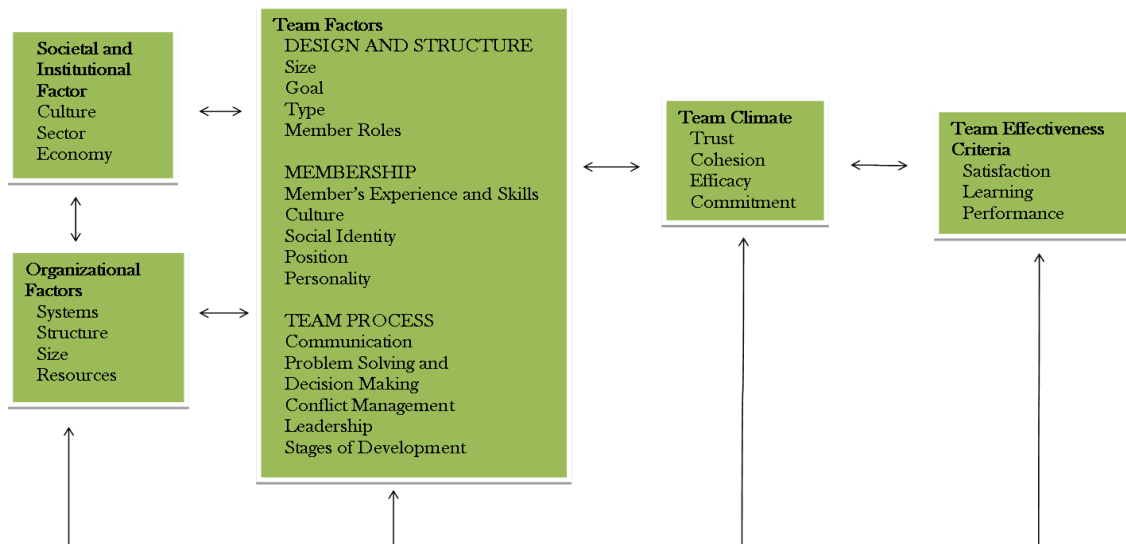 Societal and
Institutional
Factor
Culture
Sector
Economy
Organizational
Factors
Systems
Structure
Size
Resources
Team Factors
DESIGN AND STRUCTURE
Size
Goal
Type
Member Roles
MEMBERSHIP
Member’s Experience and Skills
Culture
Social Identity
Position
Personality
TEAM PROCESS
Communication
Problem Solving and
Decision Making
Conflict Management
Leadership
Stages of Development
Team Climate
Trust
Cohesion
Efficacy
Commitment
Team Effectiveness
Criteria
Satisfaction
Learning
Performance